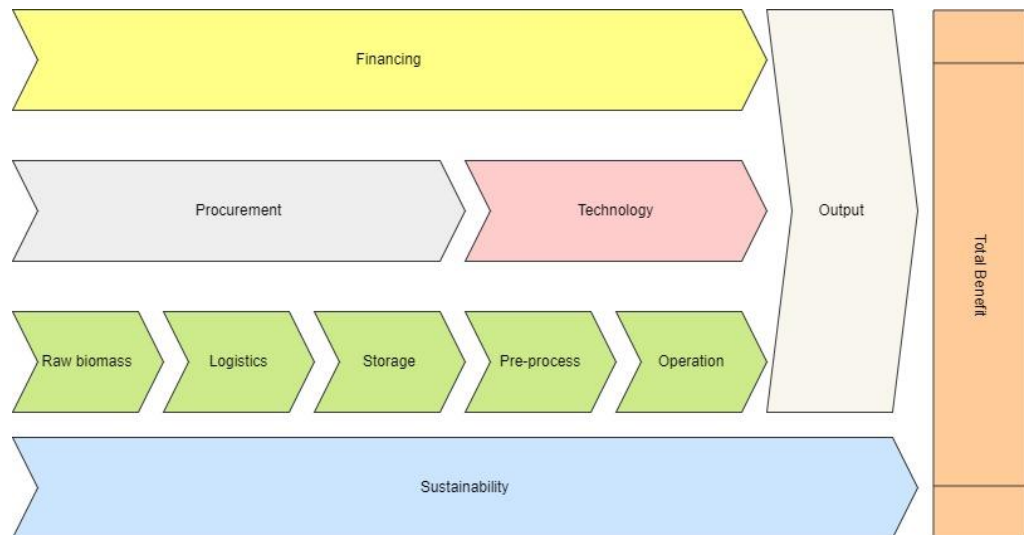 Financing
Procurement
Technology
Output
Total Benefit
Raw biomass
Logistics
Storage
Pre-process
Operation
Sustainability